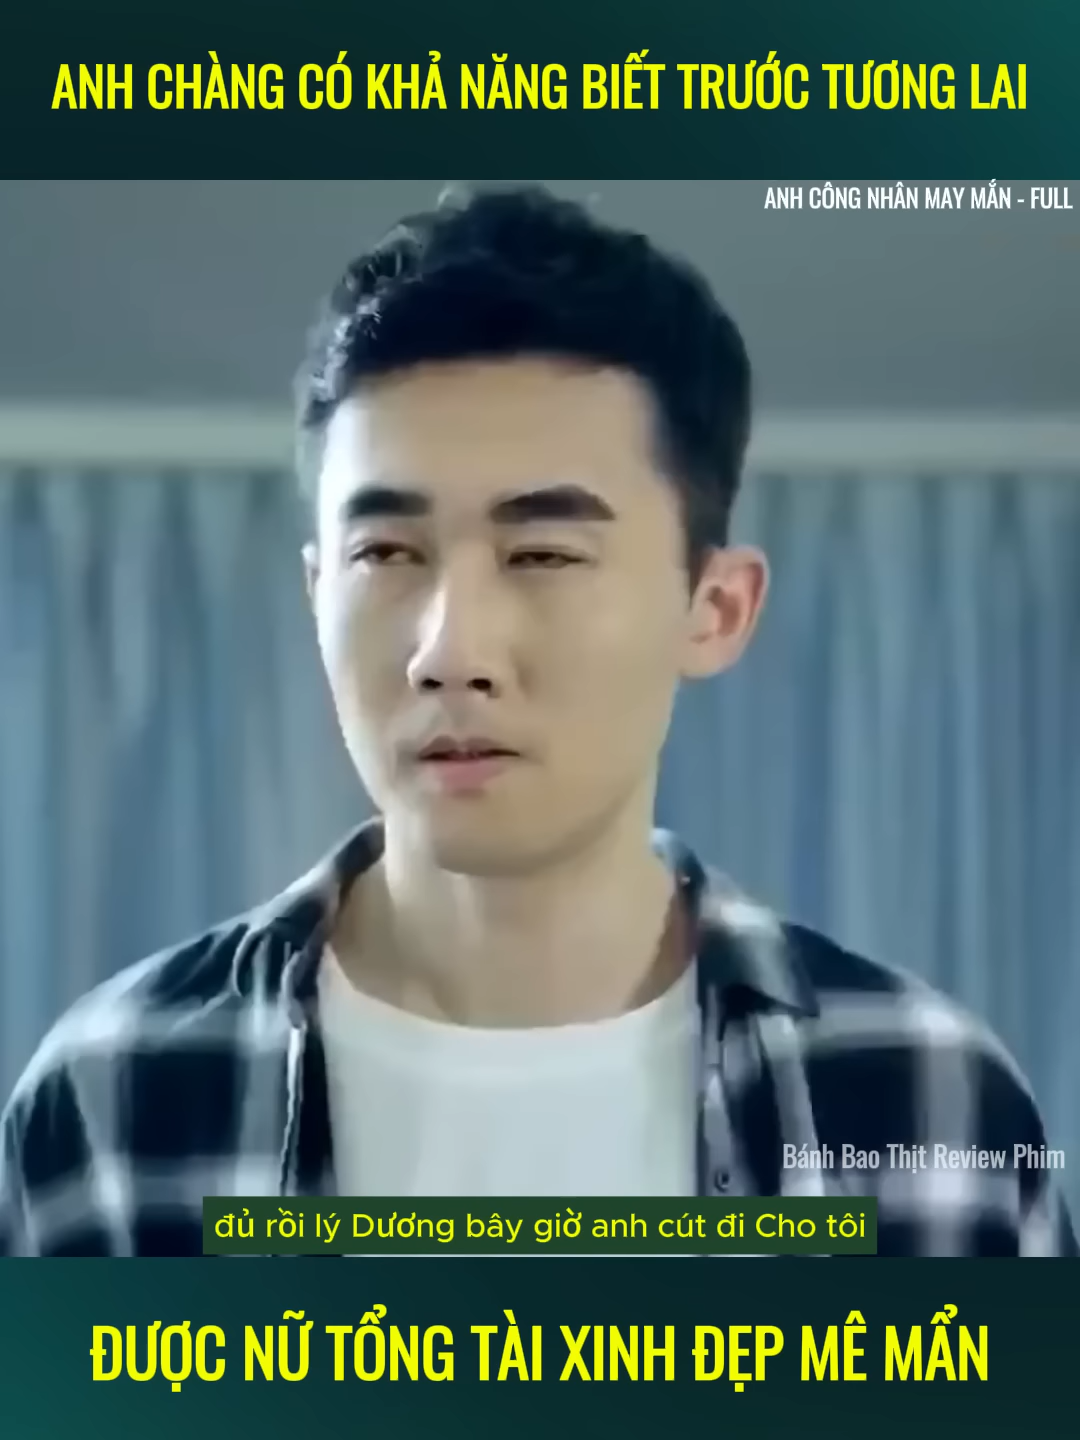 ANH CHÀNG CÓ KHẢ NĂNG BIẾT TRƯỚC TƯƠNG LAI
ANH CÔNG NHÂN MAY MẮN - FULL
Bánh Bao Thịt Review Phim
đủ rồi lý Dương bây giờ anh cút đi Cho tôi
ĐƯỢC NỮ TỔNG TÀI XINH ĐẸP MÊ MẨN